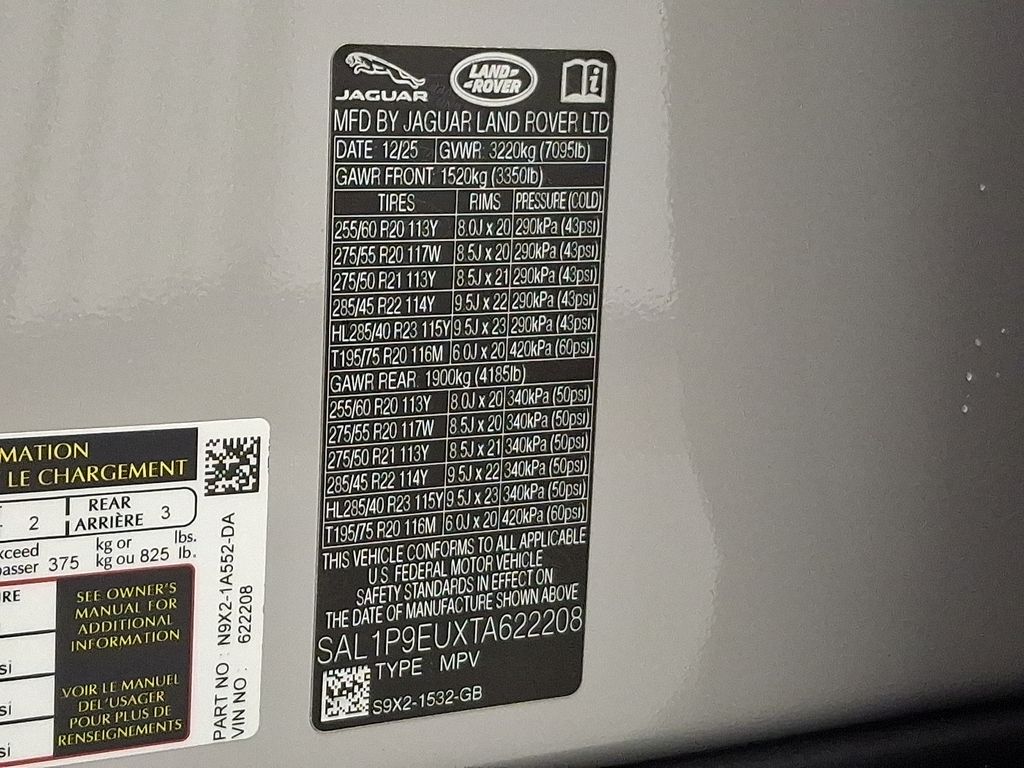 JAGUAR
LAND-
-ROVER
i
MFD BY JAGUAR LAND ROVER LTD
DATE 12/25 GVWR 3220kg (7095lb)
GAWR FRONT 1520kg (3350lb)
TIRES RIMS PRESSURE (COLD)
255/60 R20 113Y 8.0J x 20 290kPa (43psi)
275/55 R20 117W 8.5J x 20 290kPa (43psi)
275/50 R21 113Y 8.5J x 21 290kPa (43psi)
285/45 R22 114Y 9.5J x 22 290kPa (43psi)
HL285/40 R23 115Y 9.5J x 23 290kPa (43psi)
T195/75 R20 116M 6.0J x 20 420kPa (60psi)
GAWR REAR 1900kg (4185lb)
255/60 R20 113Y 8.0J x 20 340kPa (50psi)
275/55 R20 117W 8.5J x 20 340kPa (50psi)
275/50 R21 113Y 8.5J x 21 340kPa (50psi)
285/45 R22 114Y 9.5J x 22 340kPa (50psi)
HL285/40 R23 115Y 9.5J x 23 340kPa (50psi)
T195/75 R20 116M 6.0J x 20 420kPa (60psi)
THIS VEHICLE CONFORMS TO ALL APPLICABLE
U.S. FEDERAL MOTOR VEHICLE
SAFETY STANDARDS IN EFFECT ON
THE DATE OF MANUFACTURE SHOWN ABOVE
SAL1P9EUXTA622208
TYPE MPV
S9X2-1532-GB
MATION
LE CHARGEMENT
2 REAR
ARRIÈRE 3
xceed
asser 375 kg or
kg ou 825 lbs.
lb.
RE
SEE OWNER'S
MANUAL FOR
ADDITIONAL
INFORMATION
si
VOIR LE MANUEL
DEL'USAGER
POUR PLUS DE
RENSEIGNEMENTS
si
si
PART NO : N9X2-1A552-DA
VIN NO : 622208